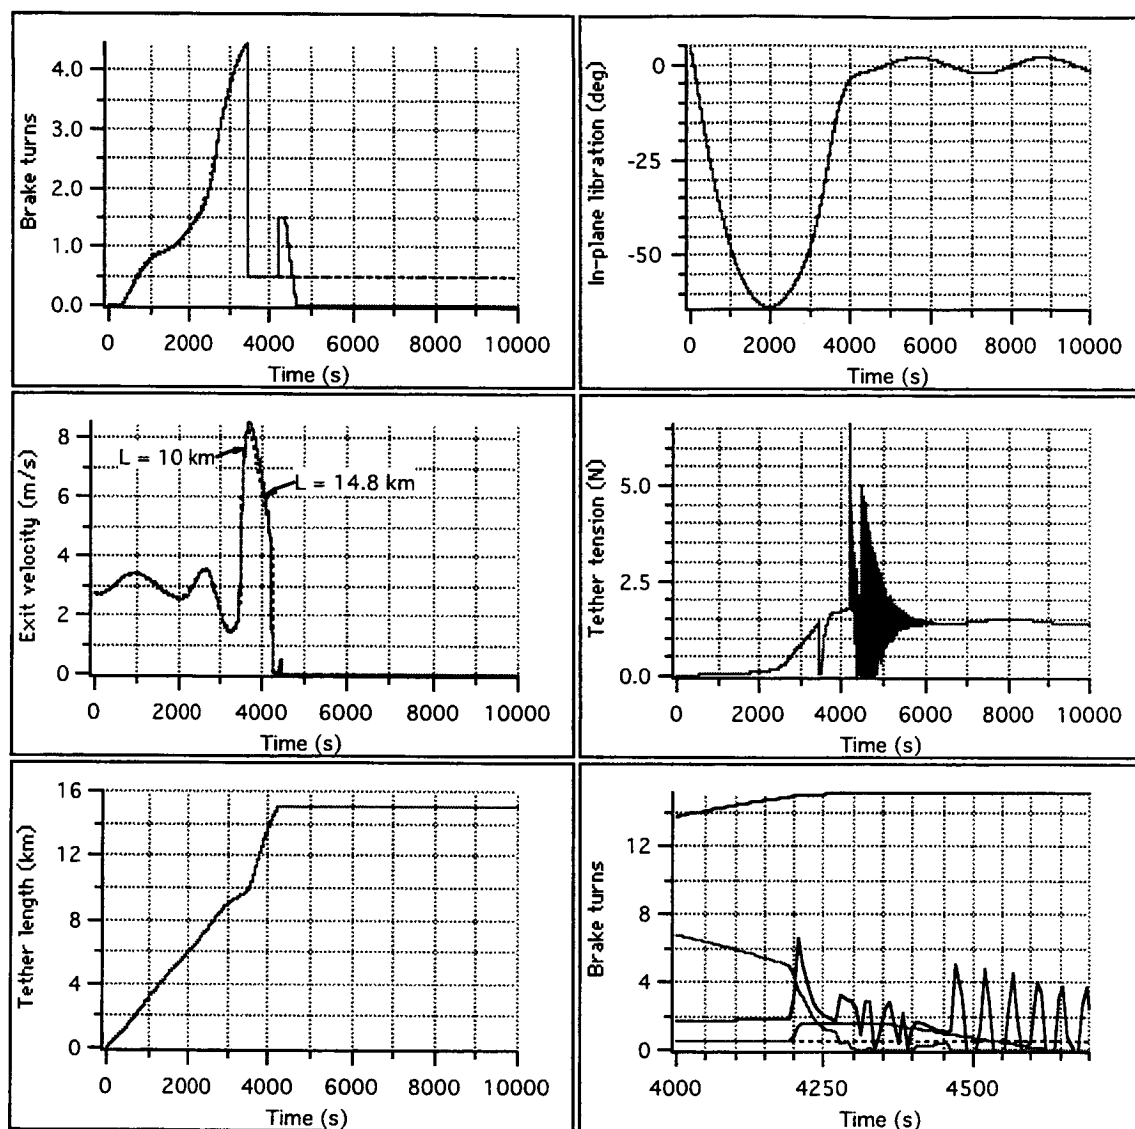 Brake turns
4.0
3.0
2.0
1.0
0.0
0 2000 4000 6000 8000 10000
Time (s)
In-plane libration (deg)
0
-25
-50
0 2000 4000 6000 8000 10000
Time (s)
Exit velocity (m/s)
8
6
4
2
0
L = 10 km
L = 14.8 km
0 2000 4000 6000 8000 10000
Time (s)
Tether tension (N)
5.0
2.5
0.0
0 2000 4000 6000 8000 10000
Time (s)
Tether length (km)
16
12
8
4
0
0 2000 4000 6000 8000 10000
Time (s)
Brake turns
12
8
4
0
4000 4250 4500
Time (s)